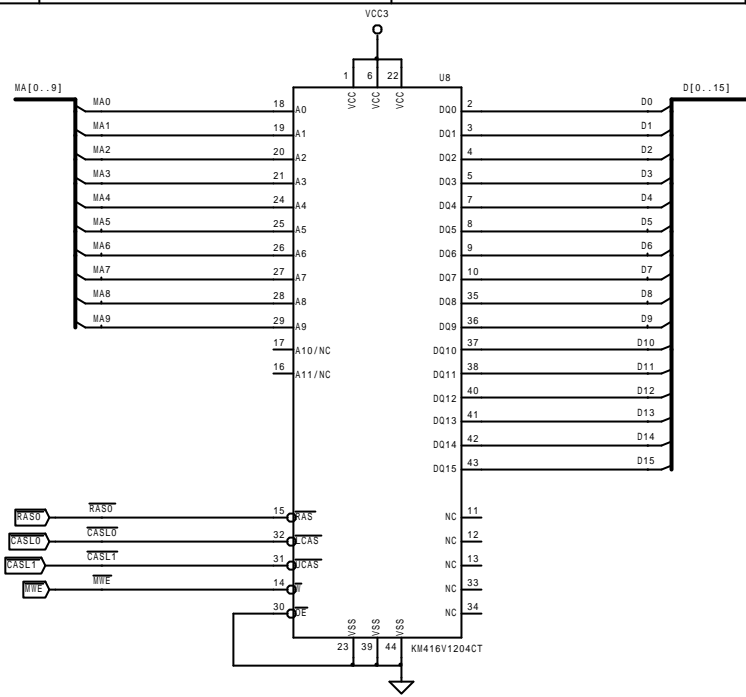 VCC3
1 6 22 U8
VCC VCC VCC
MA[0..9] D[0..15]
MA0 18 A0 DQ0 2 D0
MA1 19 A1 DQ1 3 D1
MA2 20 A2 DQ2 4 D2
MA3 21 A3 DQ3 5 D3
MA4 24 A4 DQ4 7 D4
MA5 25 A5 DQ5 8 D5
MA6 26 A6 DQ6 9 D6
MA7 27 A7 DQ7 10 D7
MA8 28 A8 DQ8 35 D8
MA9 29 A9 DQ9 36 D9
17 A10/NC DQ10 37 D10
16 A11/NC DQ11 38 D11
DQ12 40 D12
DQ13 41 D13
DQ14 42 D14
DQ15 43 D15
RAS0 RAS0 15 RAS NC 11
CASL0 CASL0 32 LCAS NC 12
CASL1 CASL1 31 UCAS NC 13
MWE MWE 14 W NC 33
30 OE NC 34
VSS VSS VSS
23 39 44 KM416V1204CT